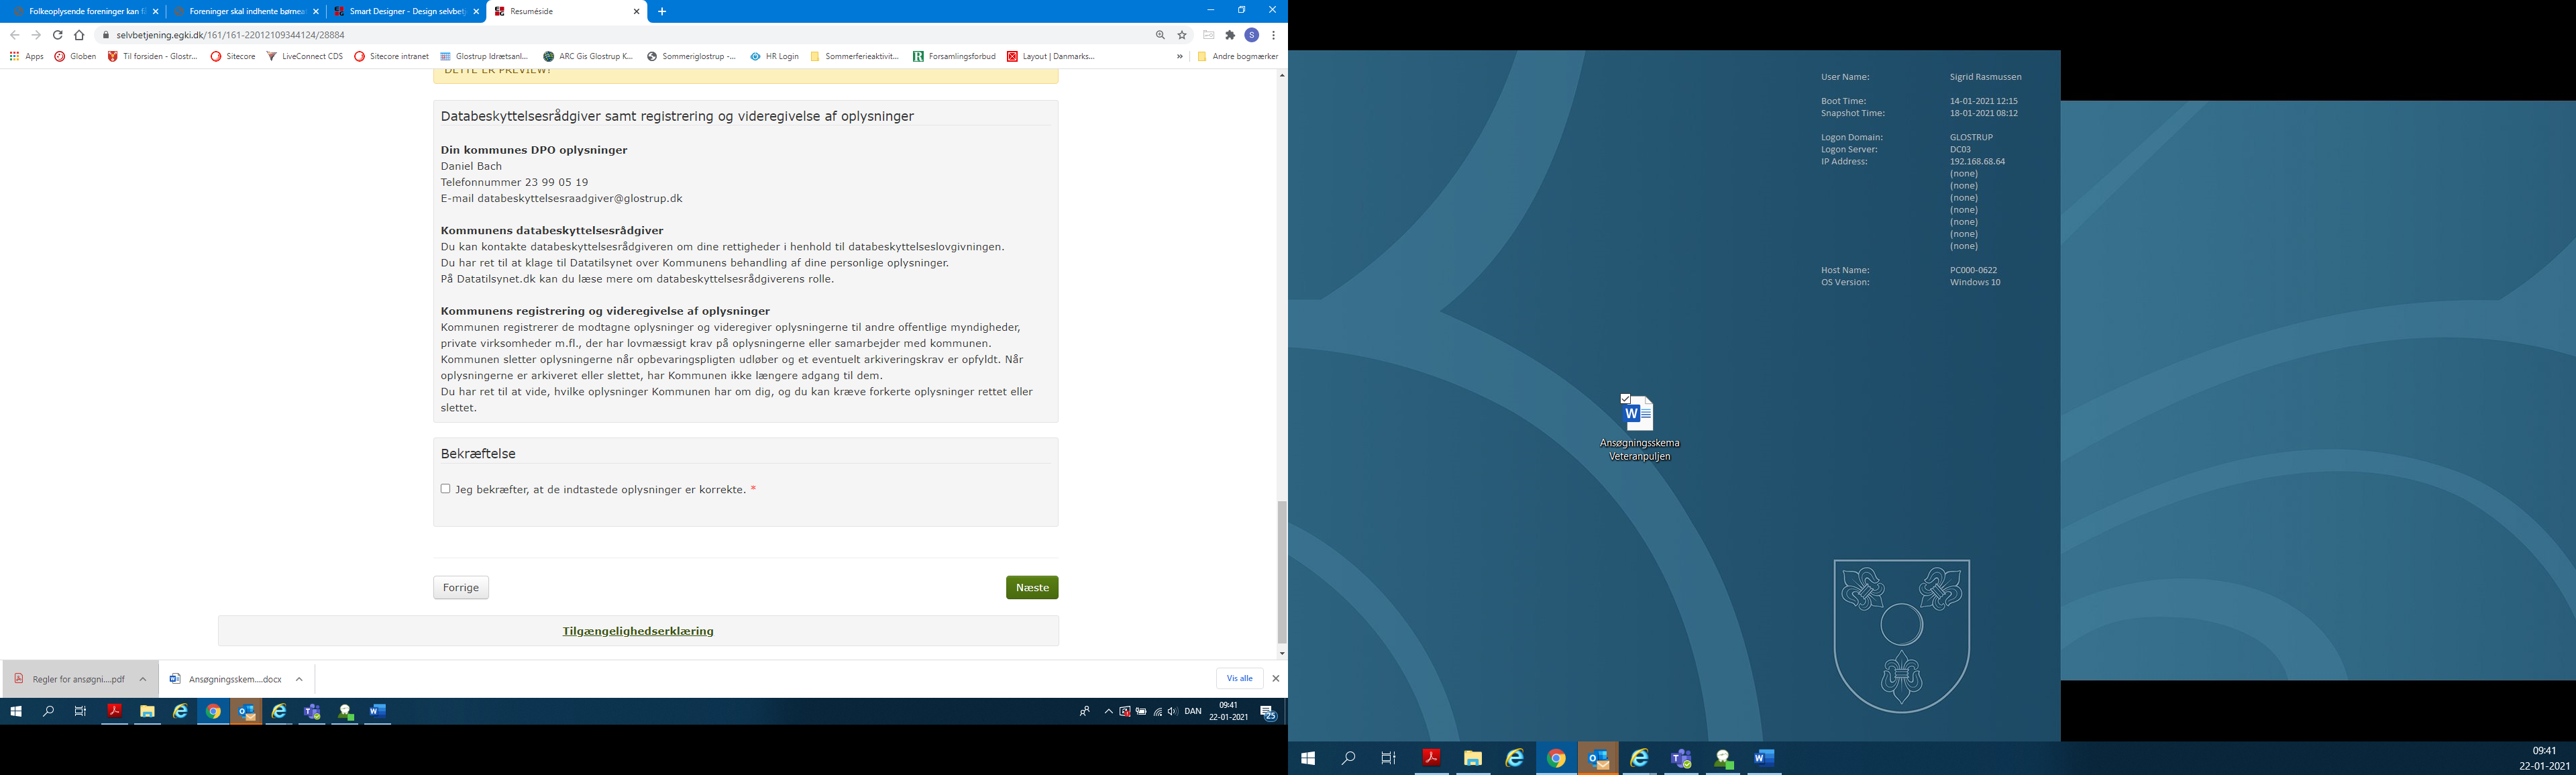 Folkeoplysende foreninger kan f
Foreninger skal indhente børnea
Smart Designer - Design selvbetj
Resuméside
selvbetjening.egki.dk/161/161-22012109344124/28884
Apps
Globen
Til forsiden - Glostr...
Sitecore
LiveConnect CDS
Sitecore intranet
Glostrup Idrætsanl...
ARC Gis Glostrup K...
Sommeriglostrup -...
HR Login
Sommerferieaktivit...
Forsamlingsforbud
Layout | Danmarks...
»
Andre bogmærker
DETTE ER PREVIEW!
Databeskyttelsesrådgiver samt registrering og videregivelse af oplysninger
Din kommunes DPO oplysninger
Daniel Bach
Telefonnummer 23 99 05 19
E-mail databeskyttelsesraadgiver@glostrup.dk
Kommunens databeskyttelsesrådgiver
Du kan kontakte databeskyttelsesrådgiveren om dine rettigheder i henhold til databeskyttelseslovgivningen.
Du har ret til at klage til Datatilsynet over Kommunens behandling af dine personlige oplysninger.
På Datatilsynet.dk kan du læse mere om databeskyttelsesrådgiverens rolle.
Kommunens registrering og videregivelse af oplysninger
Kommunen registrerer de modtagne oplysninger og videregiver oplysningerne til andre offentlige myndigheder,
private virksomheder m.fl., der har lovmæssigt krav på oplysningerne eller samarbejder med kommunen.
Kommunen sletter oplysningerne når opbevaringspligten udløber og et eventuelt arkiveringskrav er opfyldt. Når
oplysningerne er arkiveret eller slettet, har Kommunen ikke længere adgang til dem.
Du har ret til at vide, hvilke oplysninger Kommunen har om dig, og du kan kræve forkerte oplysninger rettet eller
slettet.
Bekræftelse
Jeg bekræfter, at de indtastede oplysninger er korrekte. *
Forrige
Næste
Tilgængelighedserklæring
Regler for ansøgni....pdf
Ansøgningsskem....docx
Vis alle
DAN
09:41
22-01-2021
25
User Name: Sigrid Rasmussen
Boot Time: 14-01-2021 12:15
Snapshot Time: 18-01-2021 08:12
Logon Domain: GLOSTRUP
Logon Server: DC03
IP Address: 192.168.68.64
(none)
(none)
(none)
(none)
(none)
(none)
(none)
Host Name: PC000-0622
OS Version: Windows 10
Ansøgningsskema
Veteranpuljen
09:41
22-01-2021